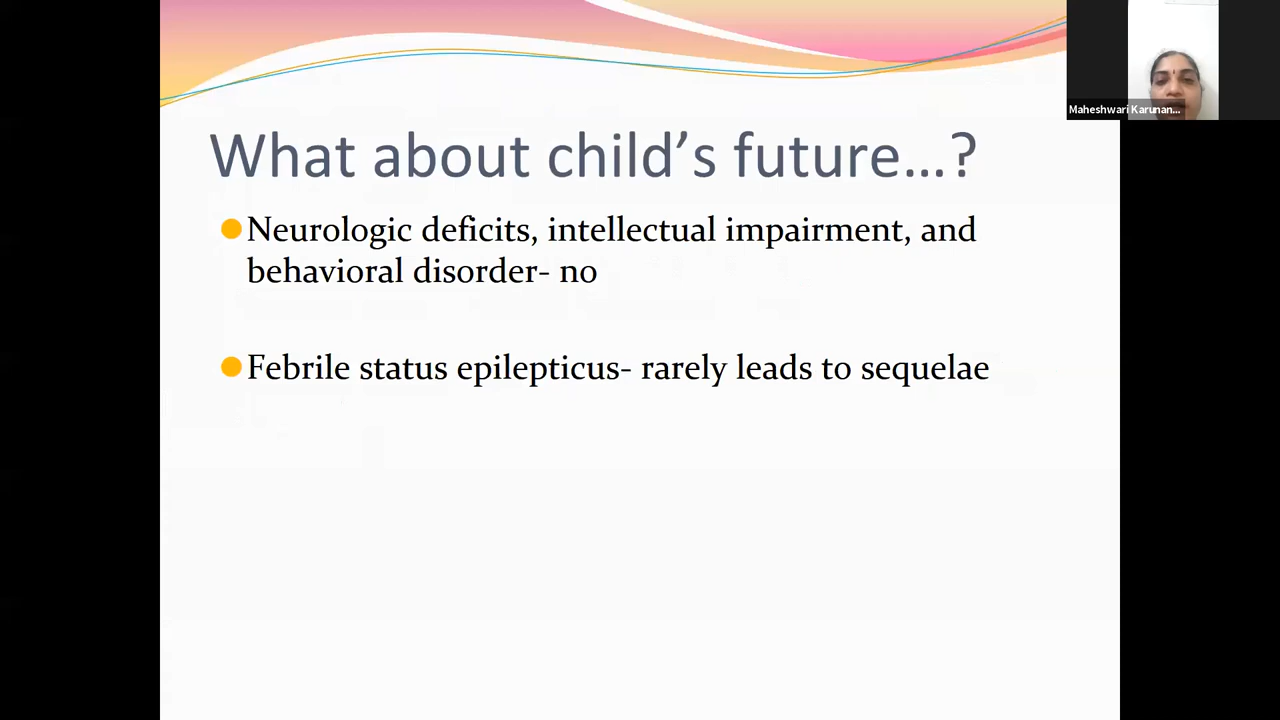 Maheshwari Karunan...
What about child's future...?
Neurologic deficits, intellectual impairment, and
behavioral disorder- no
Febrile status epilepticus- rarely leads to sequelae